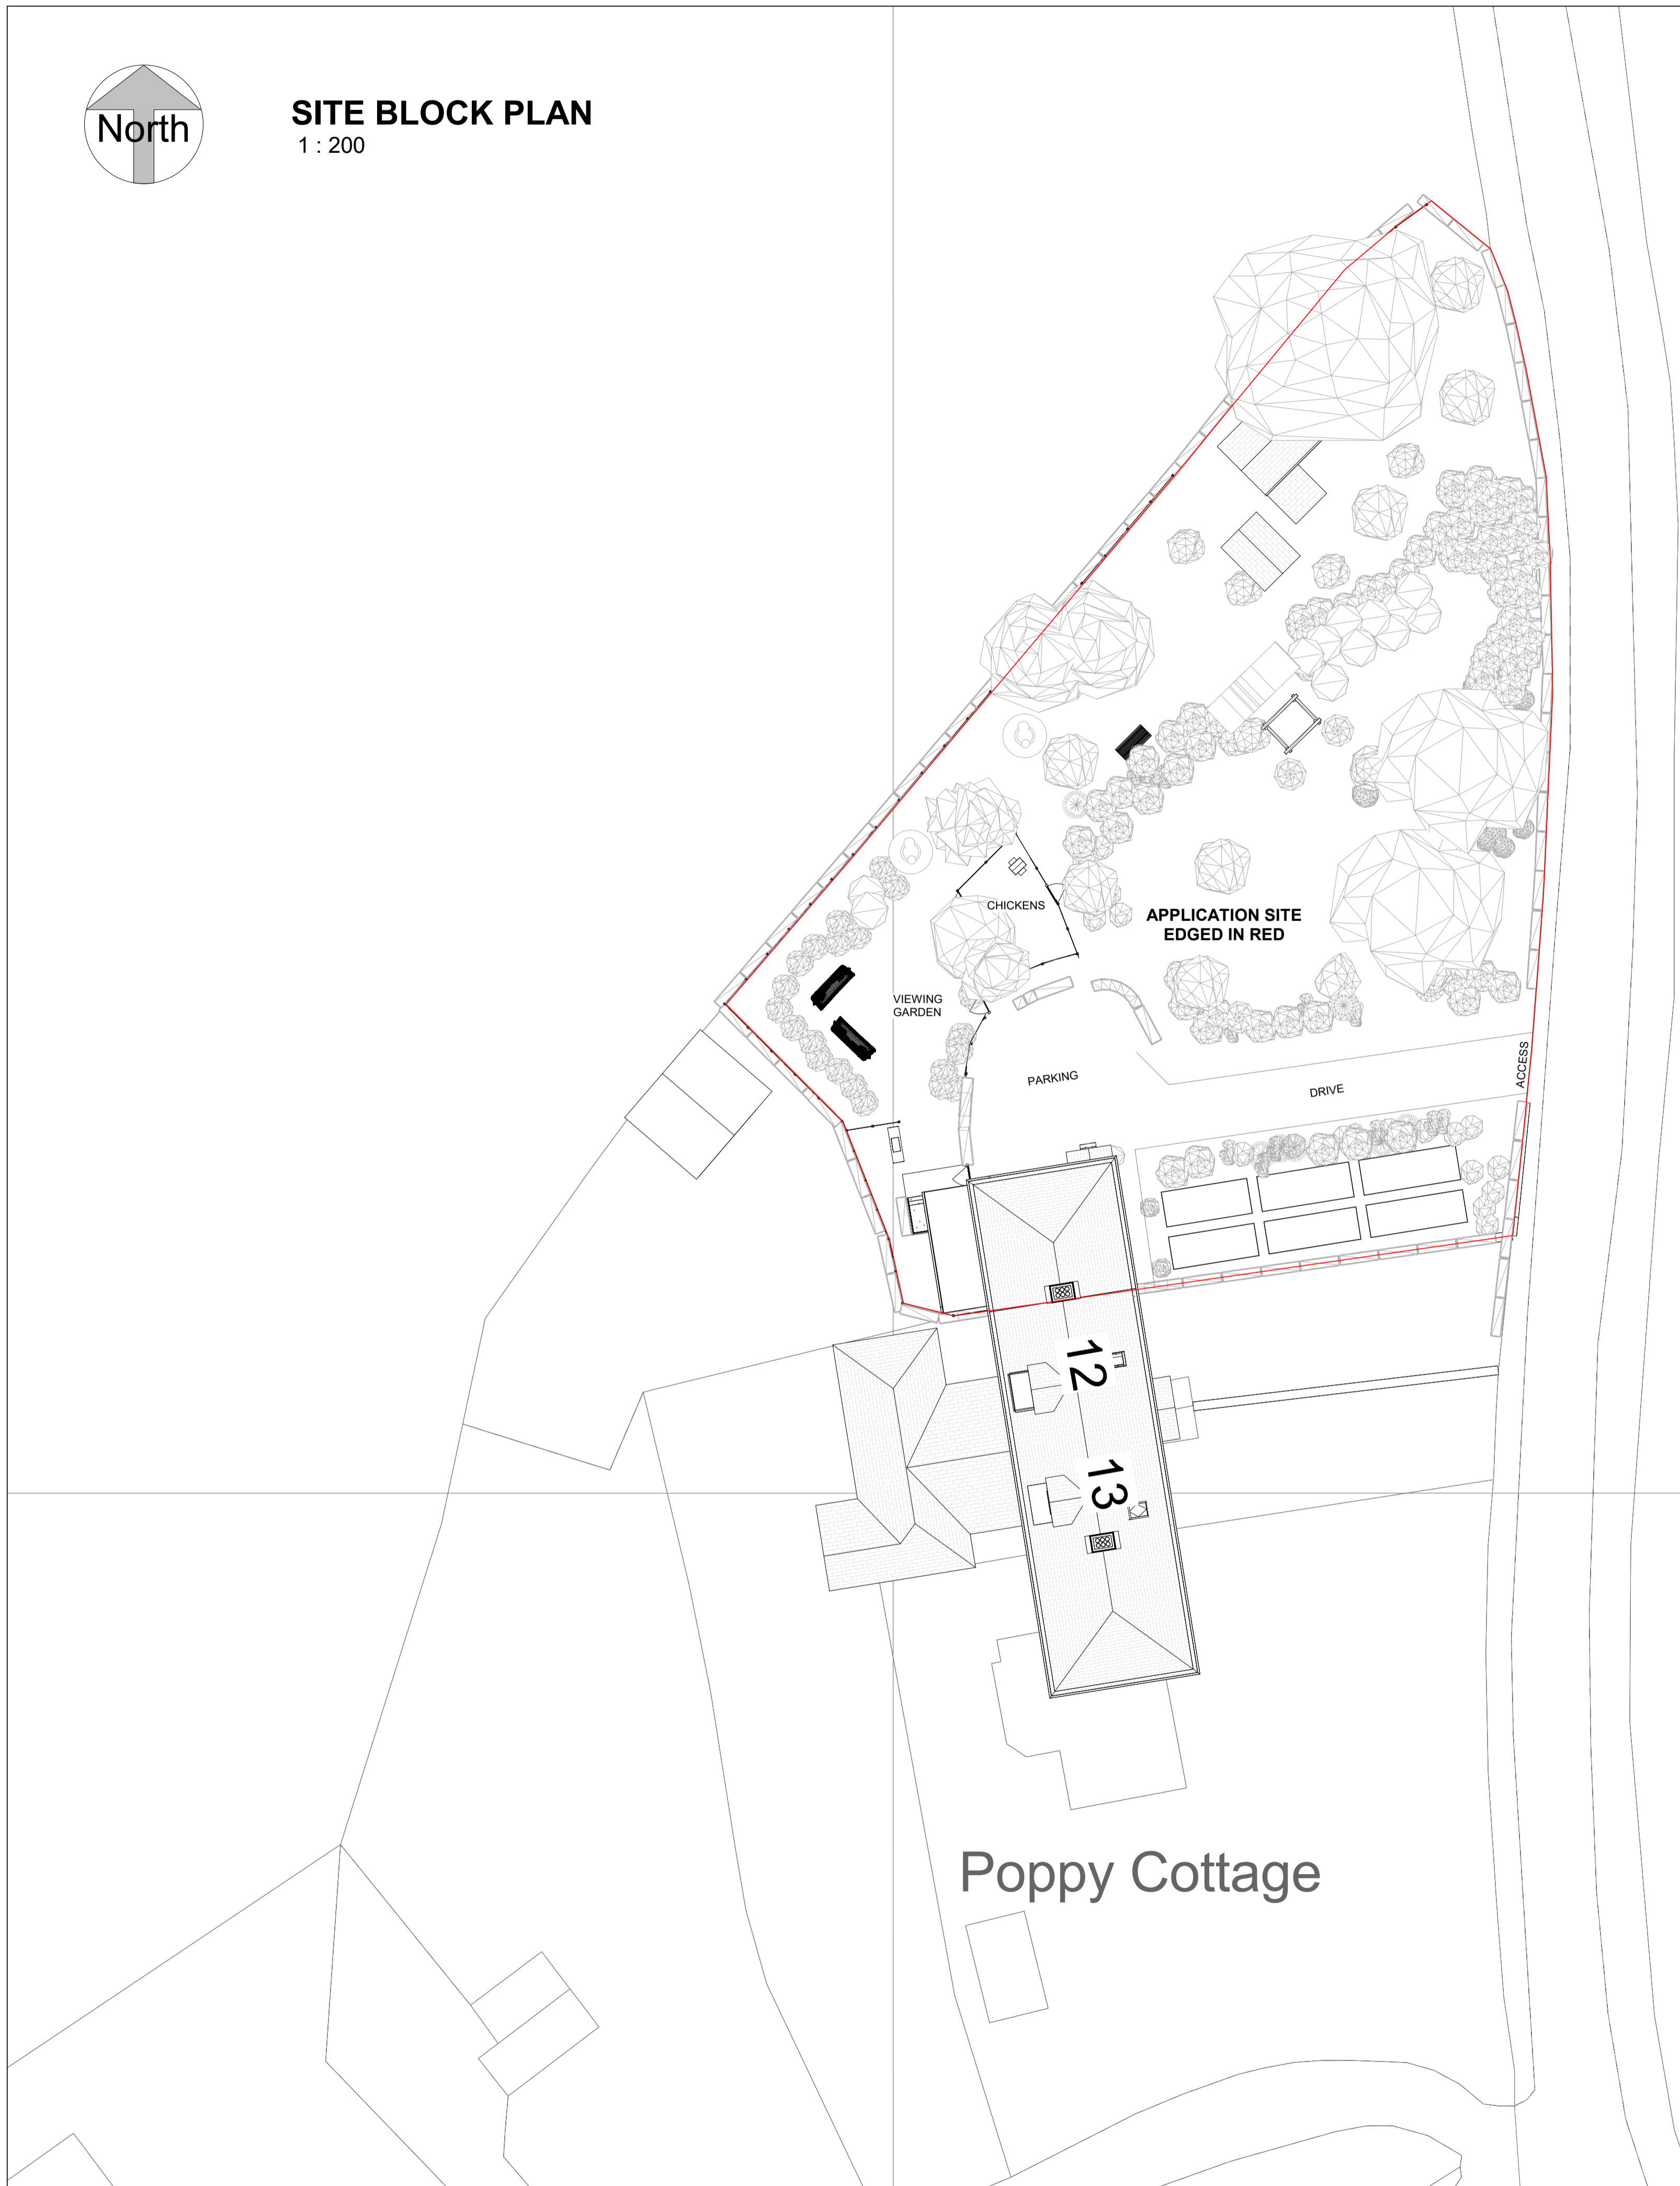 North
SITE BLOCK PLAN
1 : 200
CHICKENS
APPLICATION SITE
EDGED IN RED
VIEWING
GARDEN
PARKING
DRIVE
ACCESS
12
13
Poppy Cottage